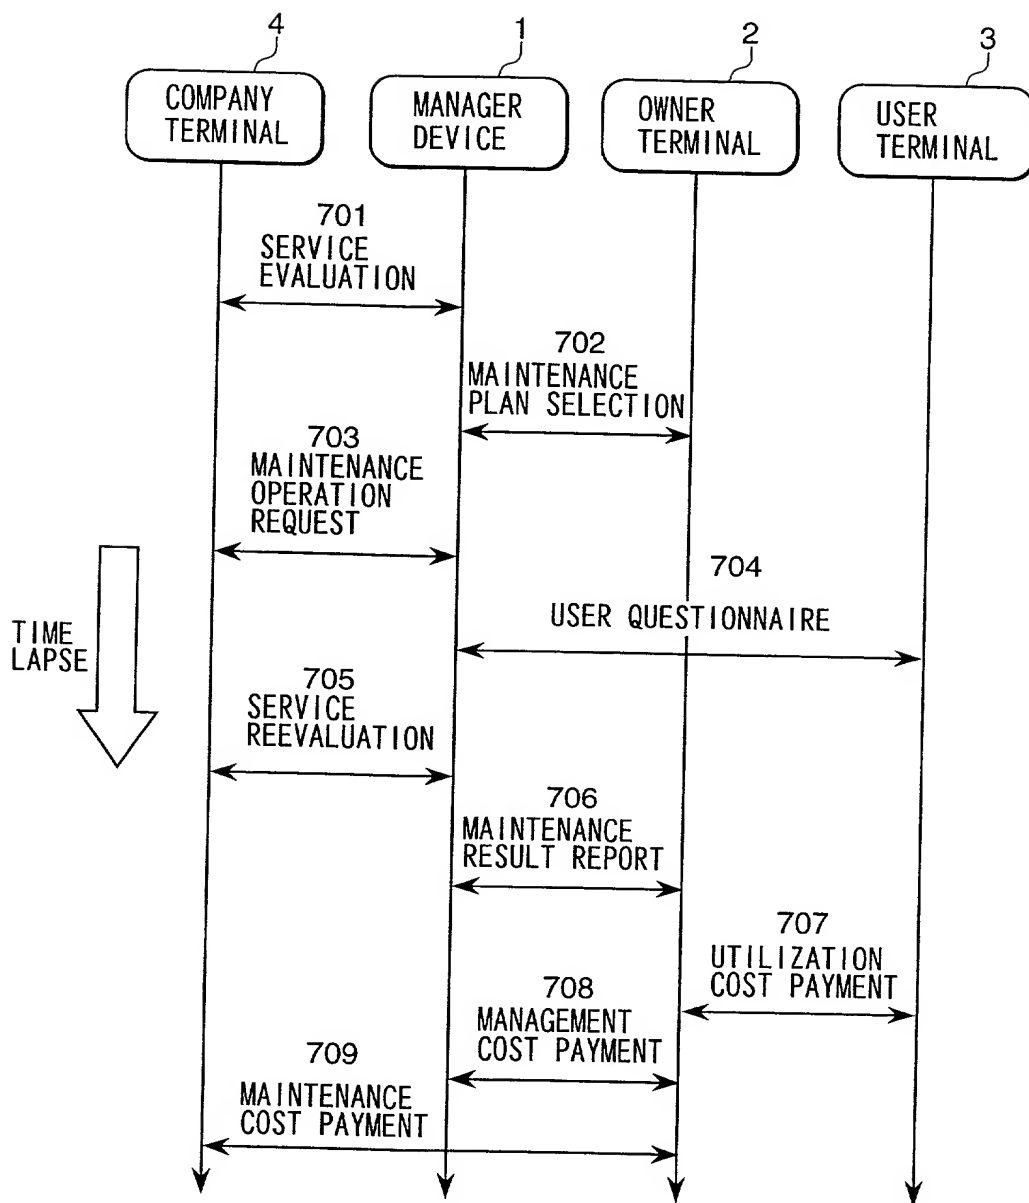 4
1
2
3
COMPANY
TERMINAL
MANAGER
DEVICE
OWNER
TERMINAL
USER
TERMINAL
701
SERVICE
EVALUATION
702
MAINTENANCE
PLAN SELECTION
703
MAINTENANCE
OPERATION
REQUEST
704
USER QUESTIONNAIRE
TIME
LAPSE
705
SERVICE
REEVALUATION
706
MAINTENANCE
RESULT REPORT
707
UTILIZATION
COST PAYMENT
708
MANAGEMENT
COST PAYMENT
709
MAINTENANCE
COST PAYMENT